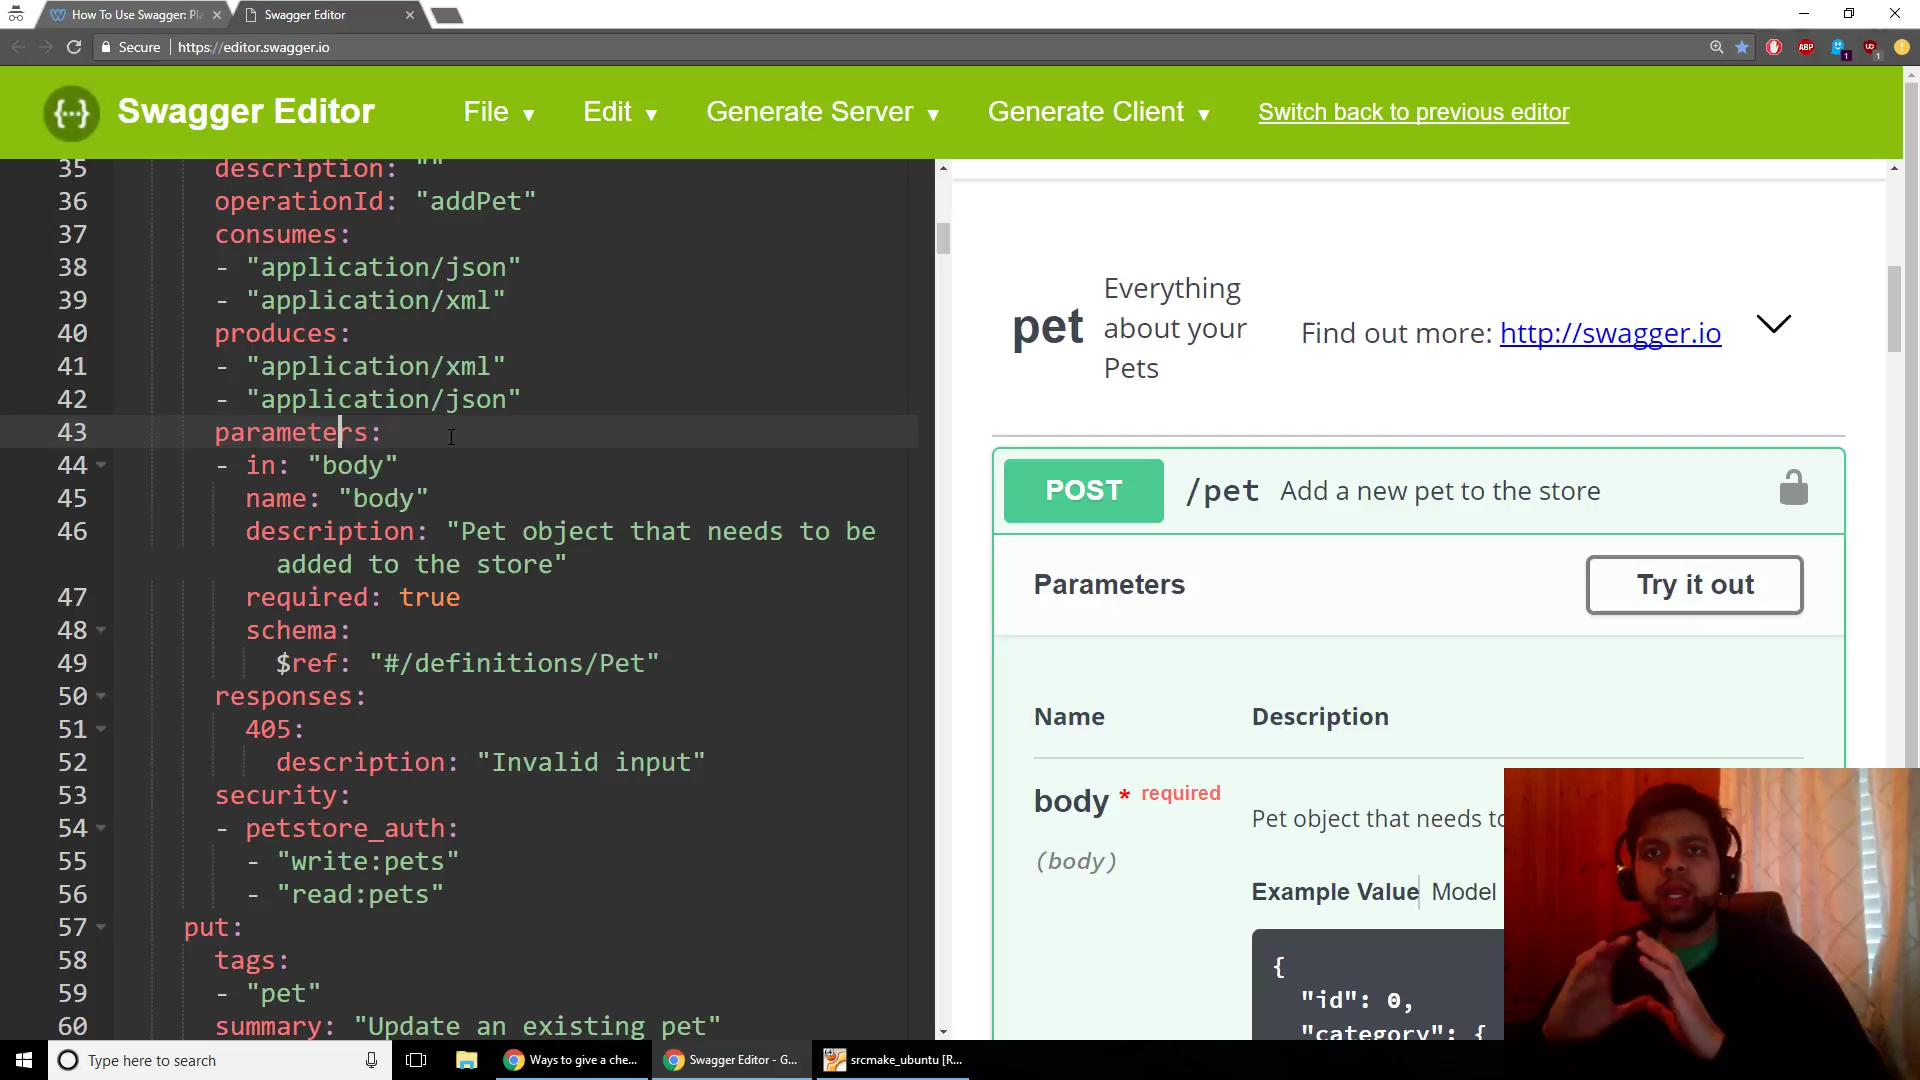 How To Use Swagger: Pla
Swagger Editor
Secure
https://editor.swagger.io
ABP
1
UD
1
{···}
Swagger Editor
File ▼
Edit ▼
Generate Server ▼
Generate Client ▼
Switch back to previous editor
35 description: ""
36 operationId: "addPet"
37 consumes:
38 - "application/json"
39 - "application/xml"
40 produces:
41 - "application/xml"
42 - "application/json"
43 parameters:
44 - in: "body"
45 name: "body"
46 description: "Pet object that needs to be
added to the store"
47 required: true
48 schema:
49 $ref: "#/definitions/Pet"
50 responses:
51 405:
52 description: "Invalid input"
53 security:
54 - petstore_auth:
55 - "write:pets"
56 - "read:pets"
57 put:
58 tags:
59 - "pet"
60 summary: "Update an existing pet"
pet
Everything
about your
Pets
Find out more: http://swagger.io
POST /pet Add a new pet to the store
Parameters
Try it out
Name
Description
body * required
(body)
Pet object that needs to
Example Value
Model
{
"id": 0,
"category": {
Type here to search
Ways to give a che...
Swagger Editor - G...
srcmake_ubuntu [R...